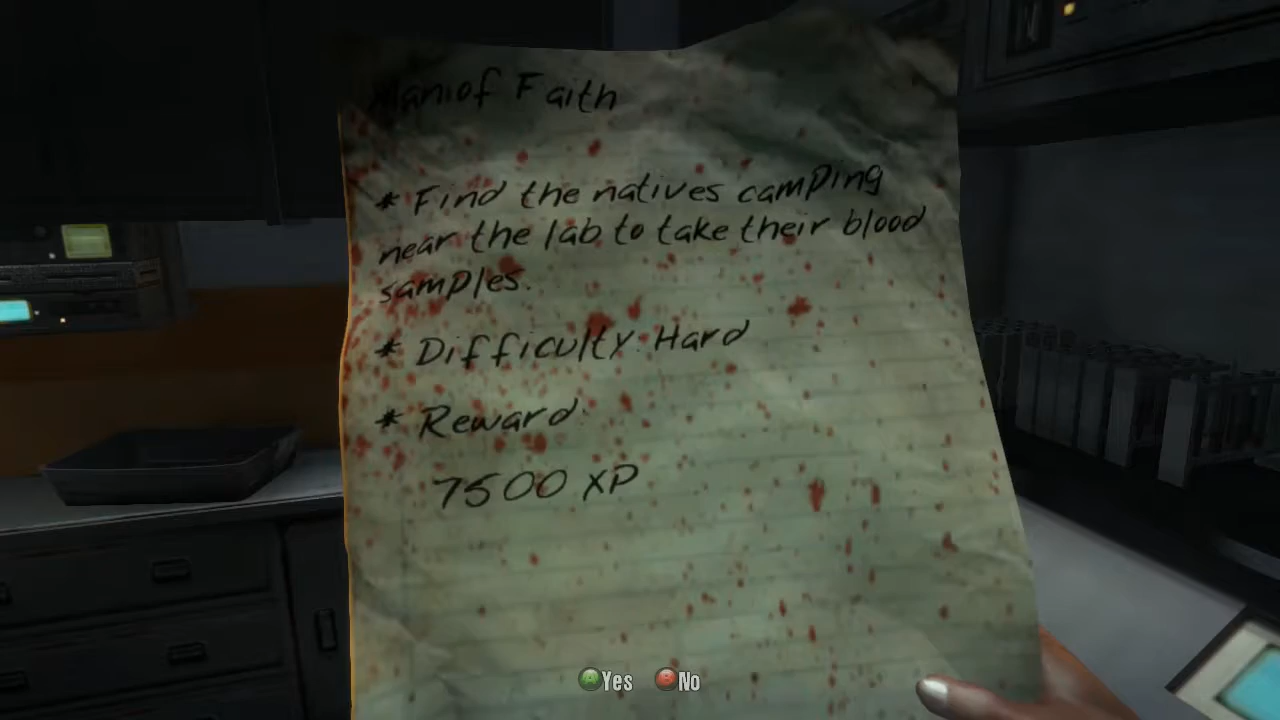 Man of Faith
* Find the natives camping
near the lab to take their blood
samples.
* Difficulty: Hard
* Reward:
7500 XP
A Yes B No